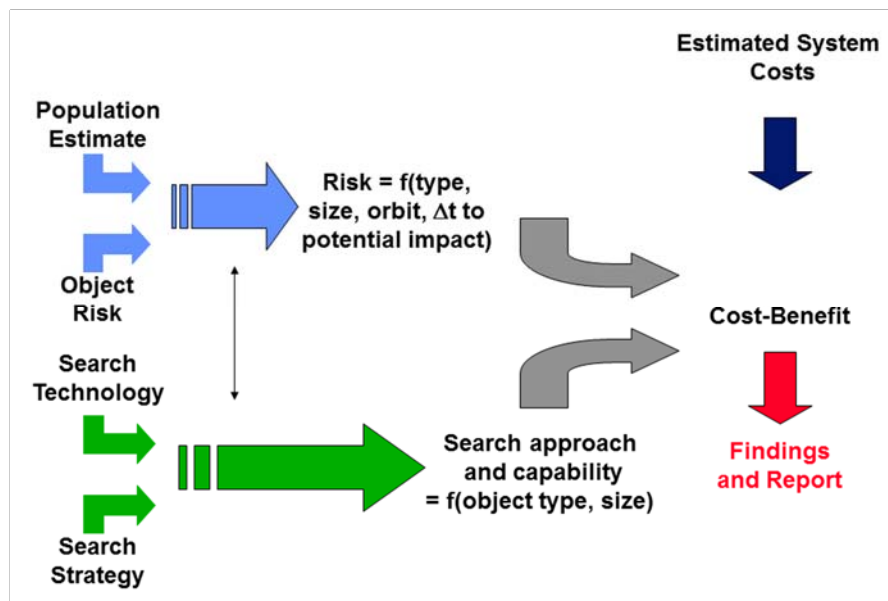 Population
Estimate
Object
Risk
Risk = f(type,
size, orbit, Δt to
potential impact)
Search
Technology
Search
Strategy
Search approach
and capability
= f(object type, size)
Estimated System
Costs
Cost-Benefit
Findings
and Report